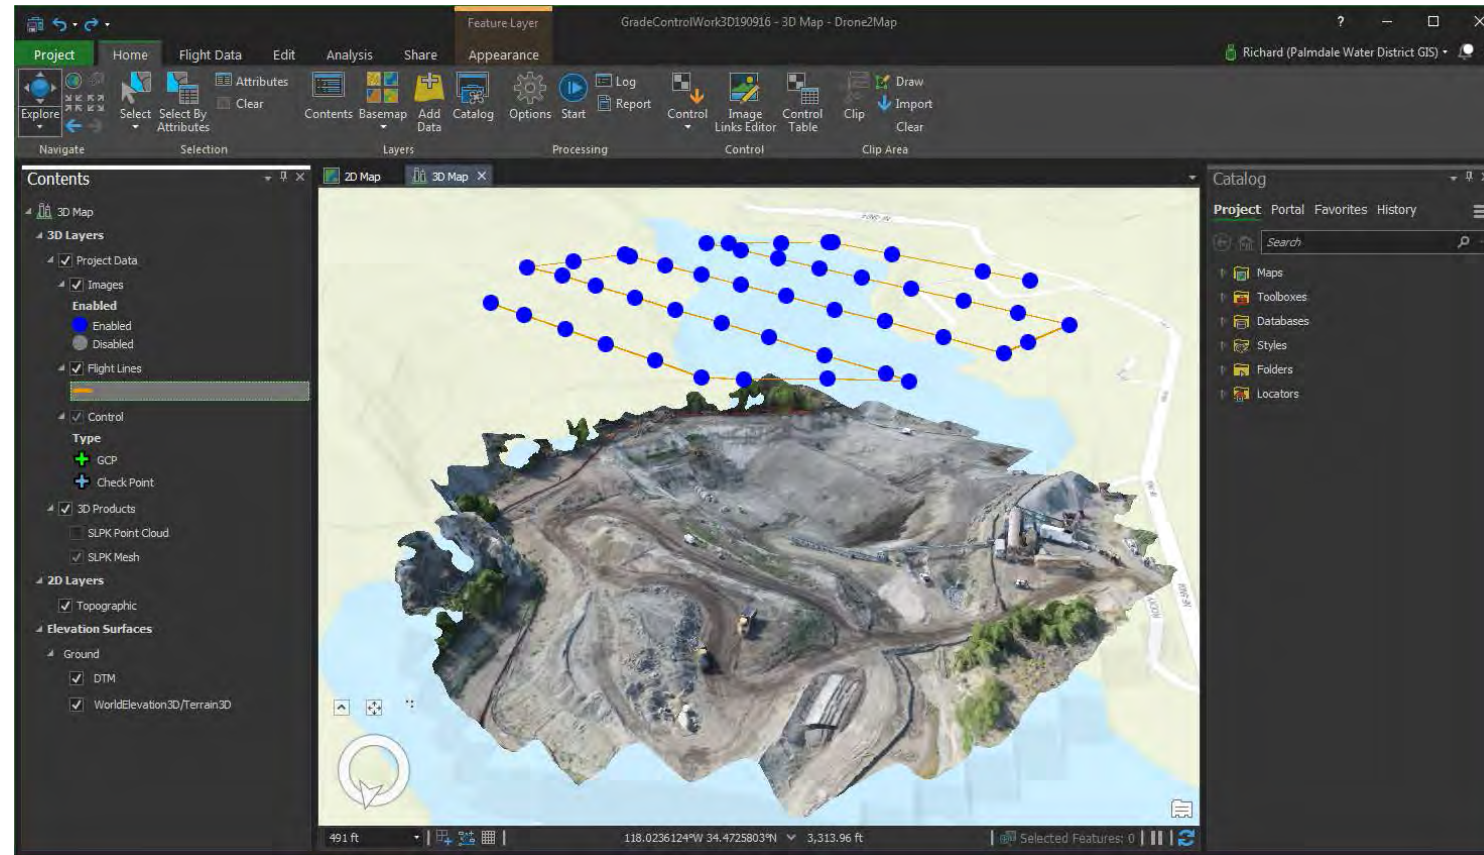 Feature Layer
GradeControlWork3D190916 - 3D Map - Drone2Map
?
Project Home Flight Data Edit Analysis Share Appearance
Richard (Palmdale Water District GIS)
Explore
Select
Select By Attributes
Attributes
Clear
Contents
Basemap
Add Data
Catalog
Options
Start
Log
Report
Control
Image Links Editor
Control Table
Clip
Draw
Import
Clear
Navigate
Selection
Layers
Processing
Control
Clip Area
Contents
3D Map
3D Layers
Project Data
Images
Enabled
Enabled
Disabled
Flight Lines
Control
Type
GCP
Check Point
3D Products
SLPK Point Cloud
SLPK Mesh
2D Layers
Topographic
Elevation Surfaces
Ground
DTM
WorldElevation3D/Terrain3D
2D Map
3D Map
491 ft
118.0236124°W 34.4725803°N
3,313.96 ft
Selected Features: 0
Catalog
Project Portal Favorites History
Search
Maps
Toolboxes
Databases
Styles
Folders
Locators